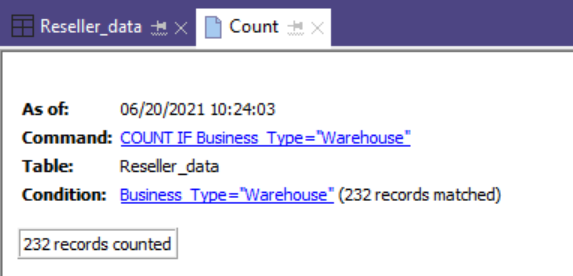 Reseller_data Count
As of: 06/20/2021 10:24:03
Command: COUNT IF Business_Type="Warehouse"
Table: Reseller_data
Condition: Business_Type="Warehouse" (232 records matched)
232 records counted